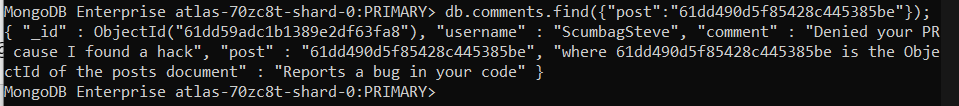 MongoDB Enterprise atlas-70zc8t-shard-0:PRIMARY> db.comments.find({"post":"61dd490d5f85428c445385be"});
{ "_id" : ObjectId("61dd59adc1b1389e2df63fa8"), "username" : "ScumbagSteve", "comment" : "Denied your PR
 cause I found a hack", "post" : "61dd490d5f85428c445385be", "where 61dd490d5f85428c445385be is the Obje
ctId of the posts document" : "Reports a bug in your code" }
MongoDB Enterprise atlas-70zc8t-shard-0:PRIMARY>